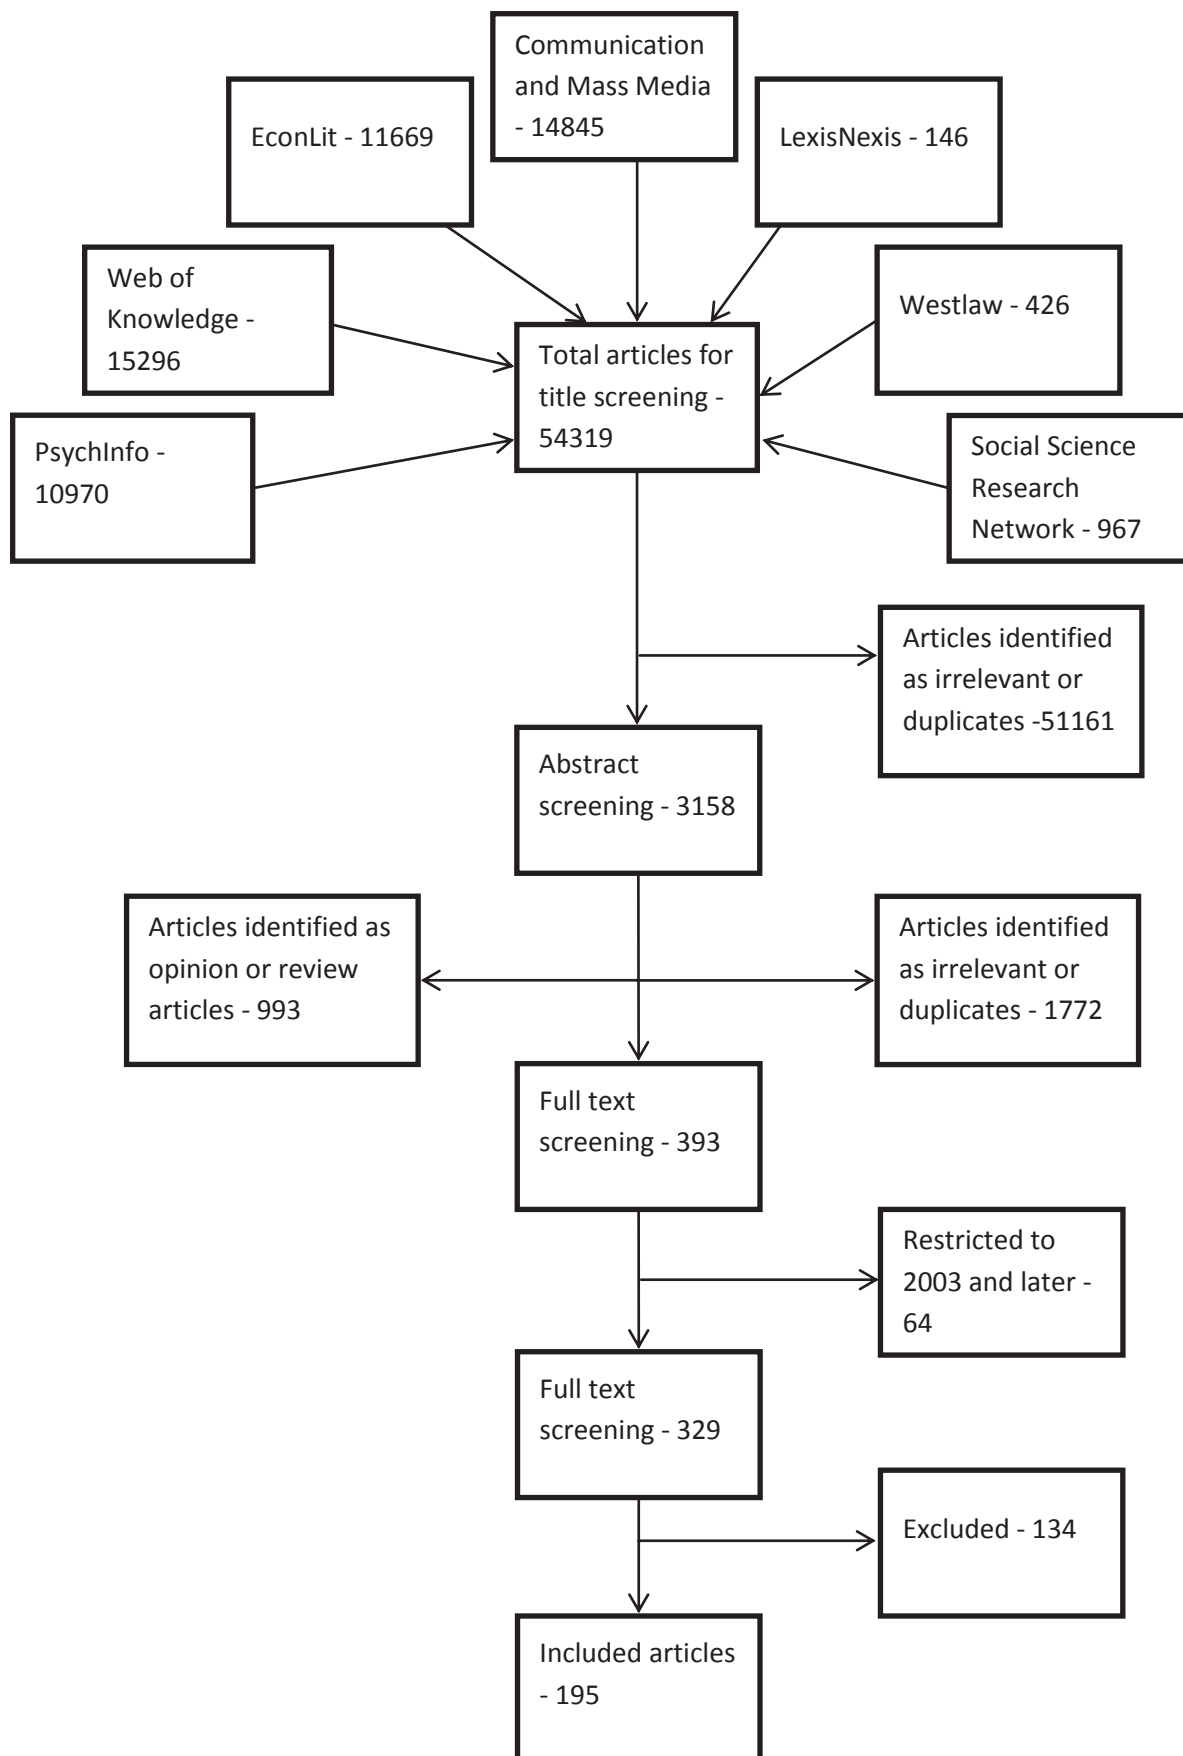 Communication
and Mass Media
- 14845
EconLit - 11669
LexisNexis - 146
Web of
Knowledge -
15296
Westlaw - 426
Total articles for
title screening -
54319
PsychInfo -
10970
Social Science
Research
Network - 967
Articles identified
as irrelevant or
duplicates -51161
Abstract
screening - 3158
Articles identified as
opinion or review
articles - 993
Articles identified
as irrelevant or
duplicates - 1772
Full text
screening - 393
Restricted to
2003 and later -
64
Full text
screening - 329
Excluded - 134
Included articles
- 195